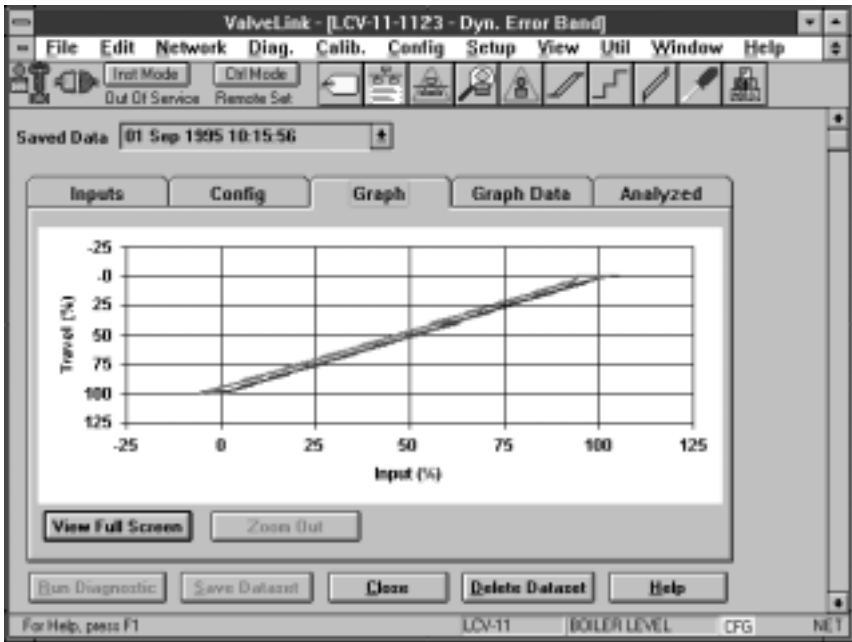 ValveLink - [LCV-11-1123 - Dyn. Error Band]
File Edit Network Diag. Calib. Config Setup View Util Window Help
Inst Mode Ctrl Mode
Out Of Service Remote Set
Saved Data 01 Sep 1995 10:15:56
Inputs Config Graph Graph Data Analyzed
-25
-0
25
50
75
100
125
Travel (%)
-25 0 25 50 75 100 125
Input (%)
View Full Screen Zoom Out
Run Diagnostic Save Dataset Close Delete Dataset Help
For Help, press F1 LCV-11 BOILER LEVEL CFG NET